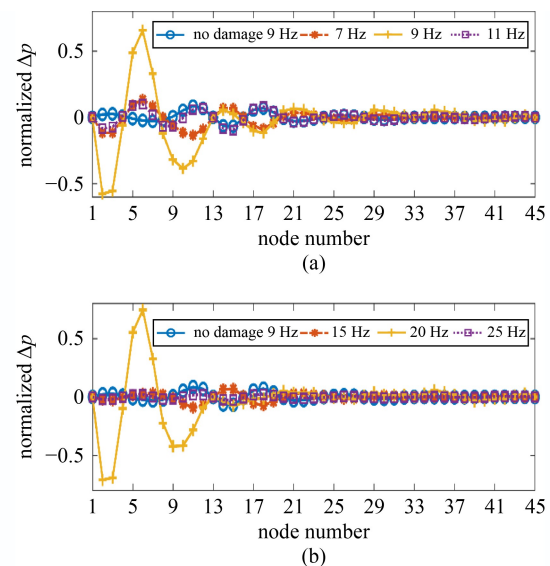 normalized Δp
0.5
0
−0.5
no damage 9 Hz 7 Hz 9 Hz 11 Hz
1 5 9 13 17 21 25 29 33 37 41 45
node number
(a)
normalized Δp
0.5
0
−0.5
no damage 9 Hz 15 Hz 20 Hz 25 Hz
1 5 9 13 17 21 25 29 33 37 41 45
node number
(b)